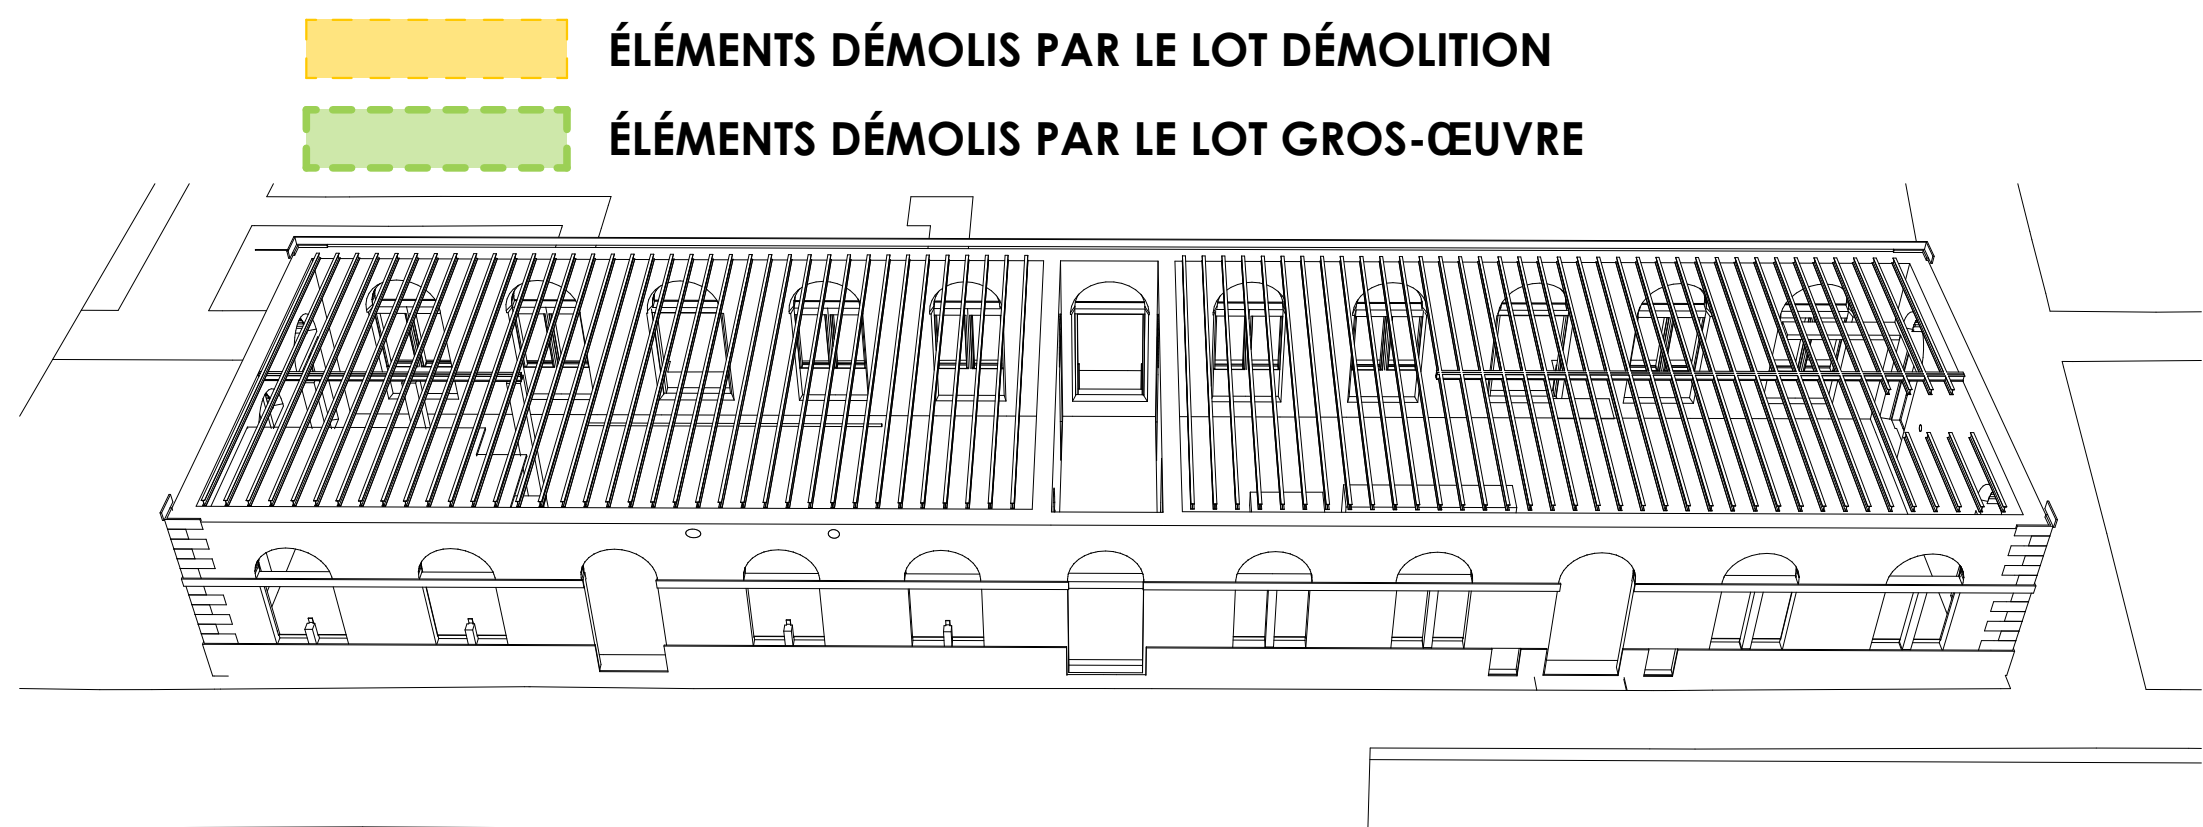 ÉLÉMENTS DÉMOLIS PAR LE LOT DÉMOLITION
ÉLÉMENTS DÉMOLIS PAR LE LOT GROS-ŒUVRE